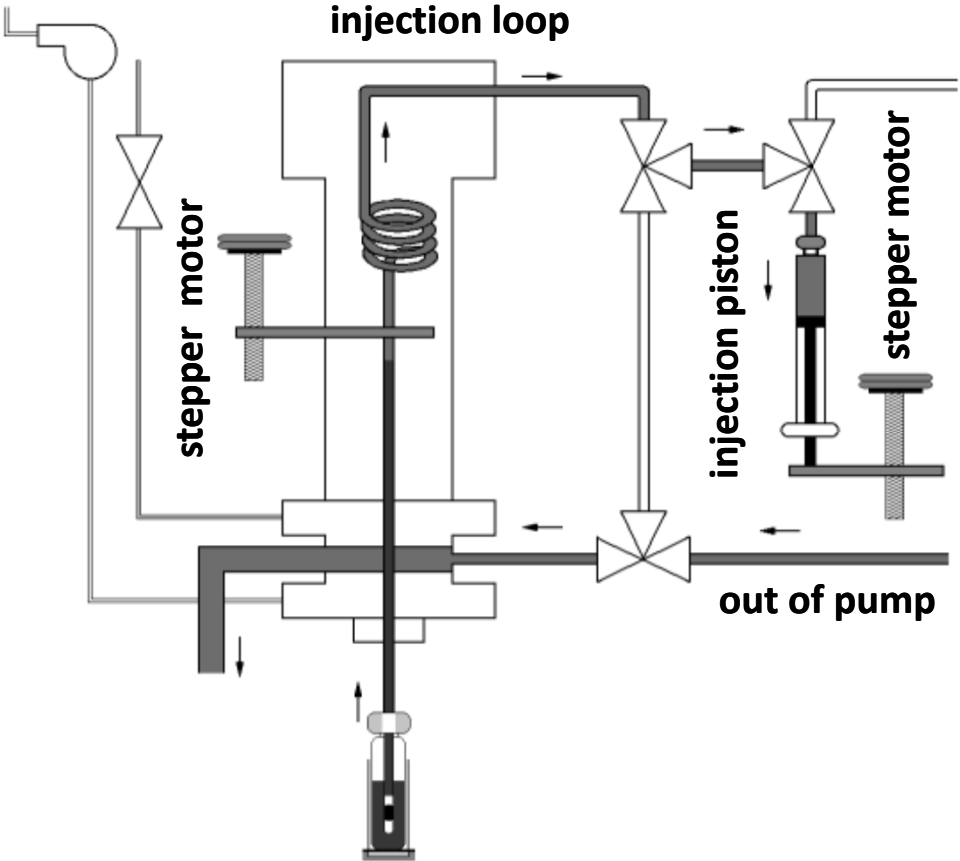 injection loop
stepper motor
injection piston
stepper motor
out of pump